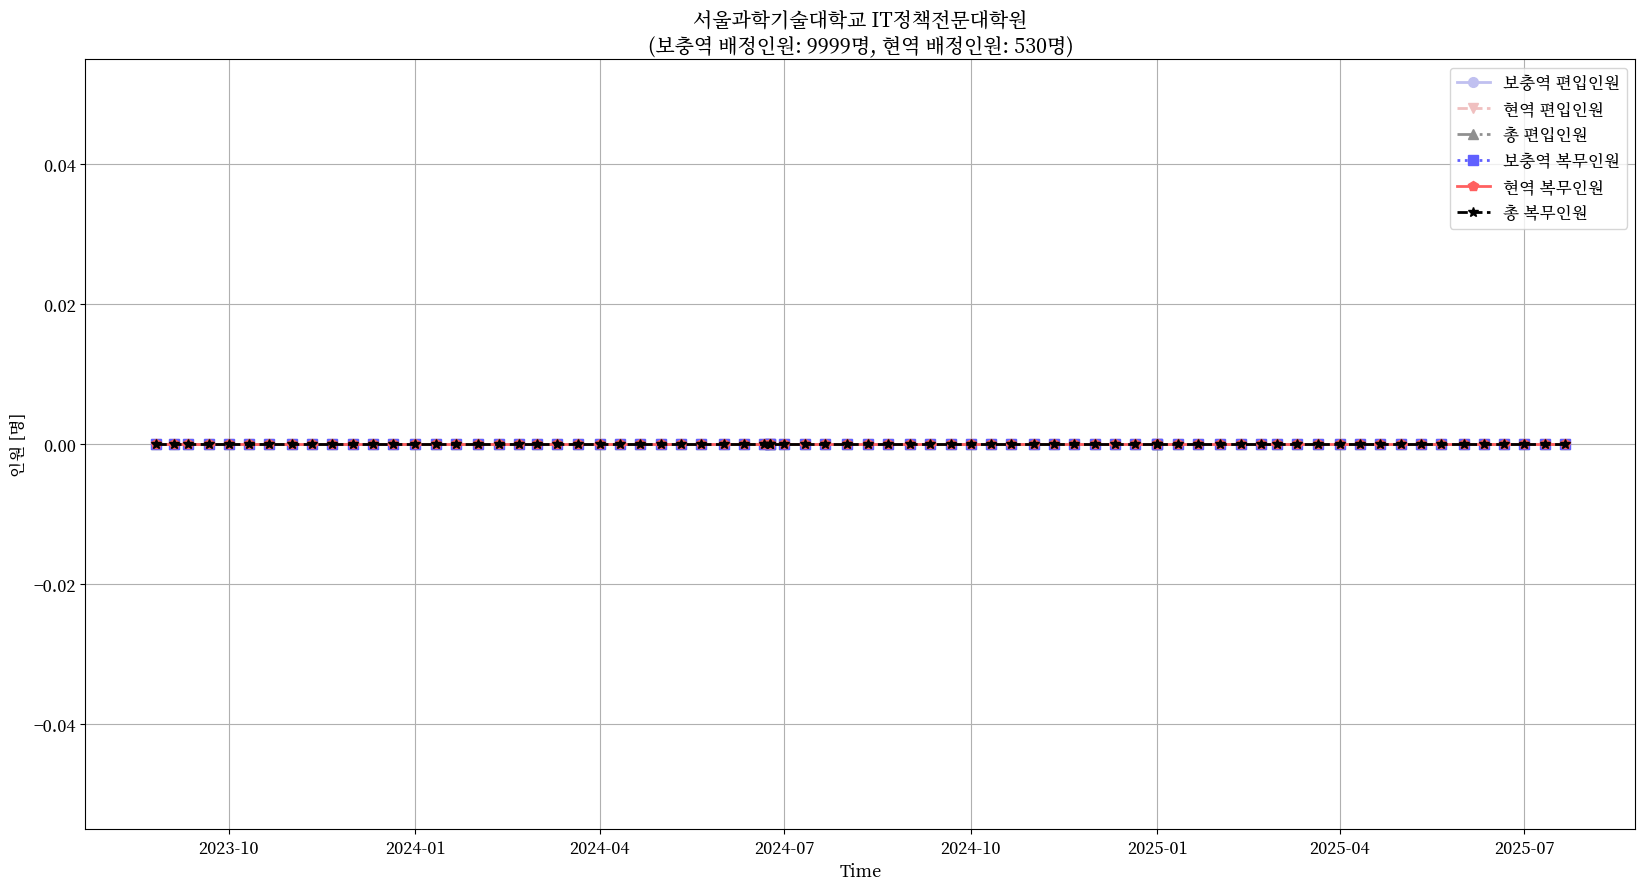 서울과학기술대학교 IT정책전문대학원
(보충역 배정인원: 9999명, 현역 배정인원: 530명)
보충역 편입인원
현역 편입인원
총 편입인원
보충역 복무인원
현역 복무인원
총 복무인원
0.04
0.02
0.00
−0.02
−0.04
인원 [명]
2023-10
2024-01
2024-04
2024-07
2024-10
2025-01
2025-04
2025-07
Time